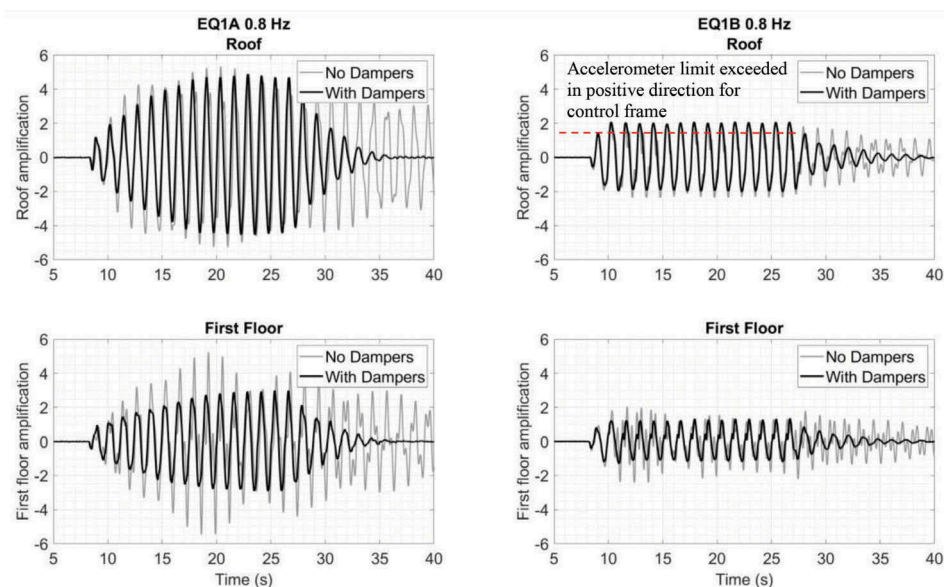 EQ1A 0.8 Hz
Roof
6
4
2
0
-2
-4
-6
Roof amplification
No Dampers
With Dampers
5
10
15
20
25
30
35
40
EQ1B 0.8 Hz
Roof
6
4
2
0
-2
-4
-6
Roof amplification
Accelerometer limit exceeded
in positive direction for
control frame
No Dampers
With Dampers
5
10
15
20
25
30
35
40
First Floor
6
4
2
0
-2
-4
-6
First floor amplification
No Dampers
With Dampers
5
10
15
20
25
30
35
40
Time (s)
First Floor
6
4
2
0
-2
-4
-6
First floor amplification
No Dampers
With Dampers
5
10
15
20
25
30
35
40
Time (s)